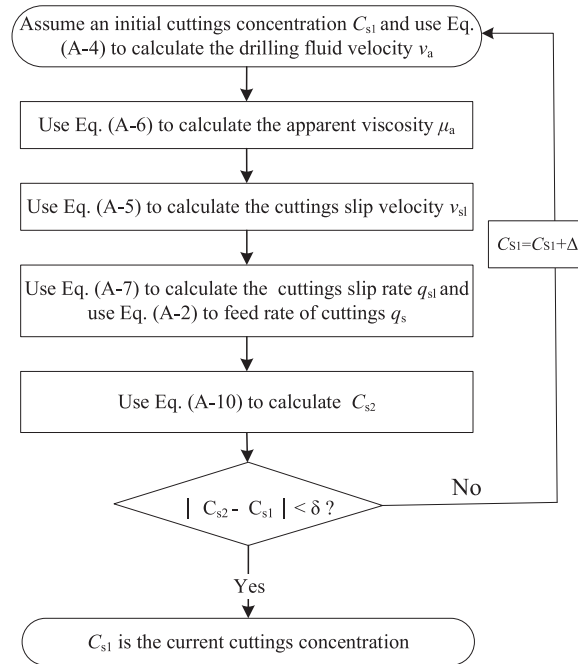 Assume an initial cuttings concentration Cs1 and use Eq.
(A-4) to calculate the drilling fluid velocity va
Use Eq. (A-6) to calculate the apparent viscosity μa
Use Eq. (A-5) to calculate the cuttings slip velocity vsl
CS1=CS1+Δ
Use Eq. (A-7) to calculate the cuttings slip rate qsl and
use Eq. (A-2) to feed rate of cuttings qs
Use Eq. (A-10) to calculate Cs2
| Cs2 - Cs1 | < δ ?
No
Yes
Cs1 is the current cuttings concentration